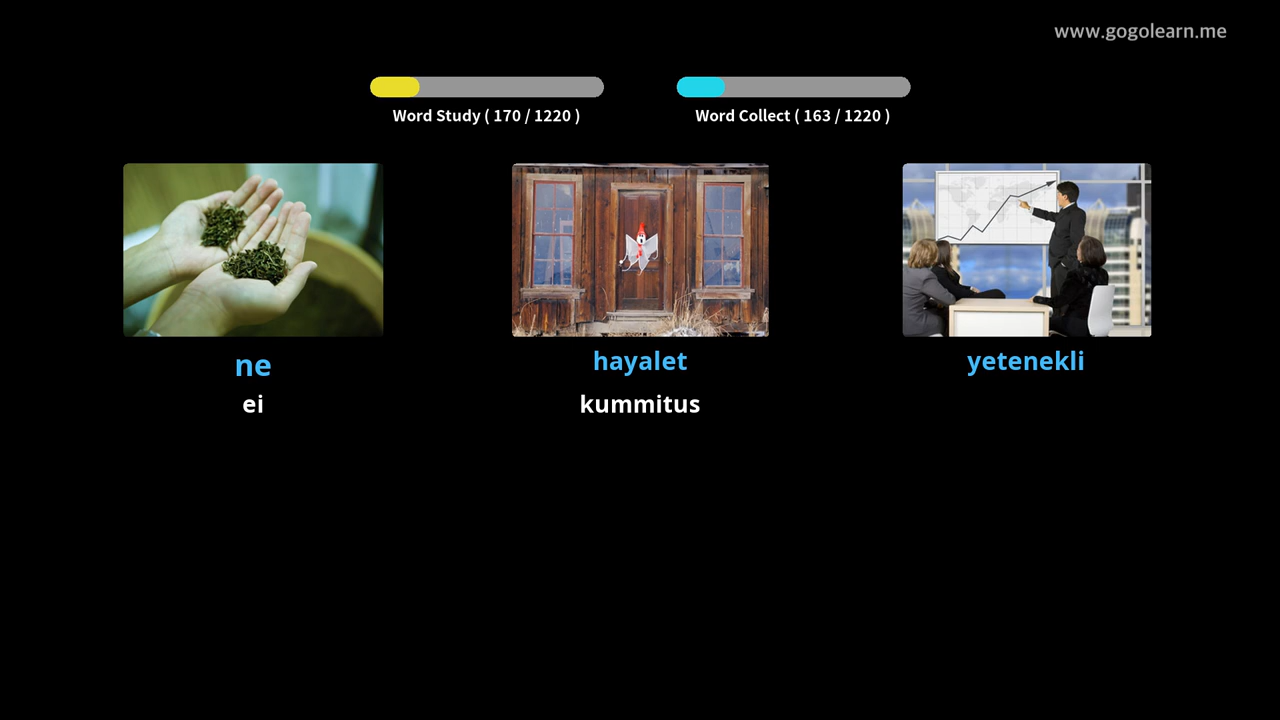 www.gogolearn.me
Word Study ( 170 / 1220 )
Word Collect ( 163 / 1220 )
ne
ei
hayalet
kummitus
yetenekli